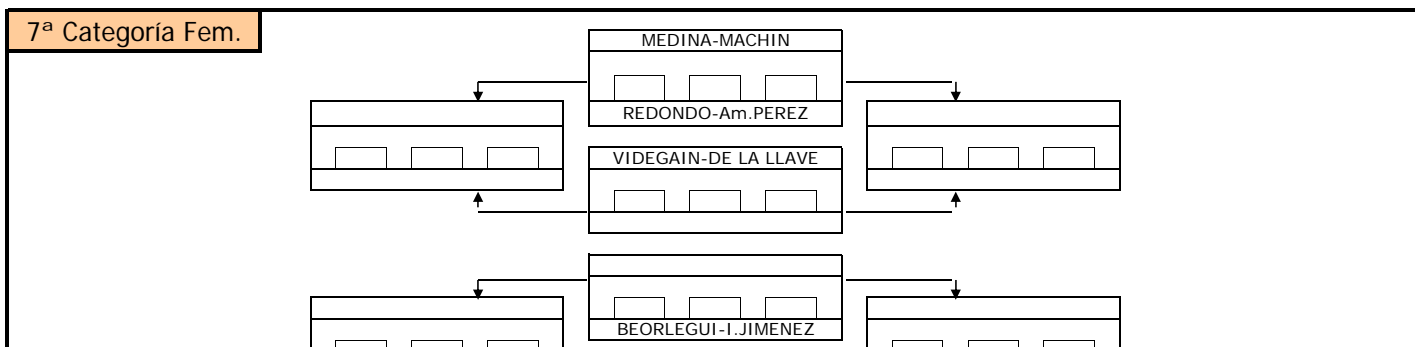 7ª Categoría Fem.
MEDINA-MACHIN
REDONDO-Am.PEREZ
VIDEGAIN-DE LA LLAVE
BEORLEGUI-I.JIMENEZ